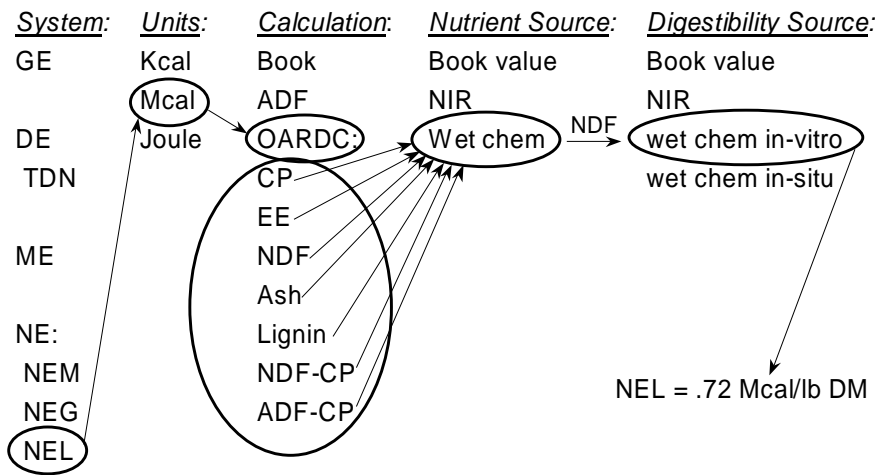 System: Units: Calculation: Nutrient Source: Digestibility Source:
GE Kcal Book Book value Book value
Mcal ADF NIR NIR
DE Joule OARDC: Wet chem NDF wet chem in-vitro
TDN CP wet chem in-situ
EE
ME NDF
Ash
NE: Lignin
NEM NDF-CP NEL = .72 Mcal/lb DM
NEG ADF-CP
NEL